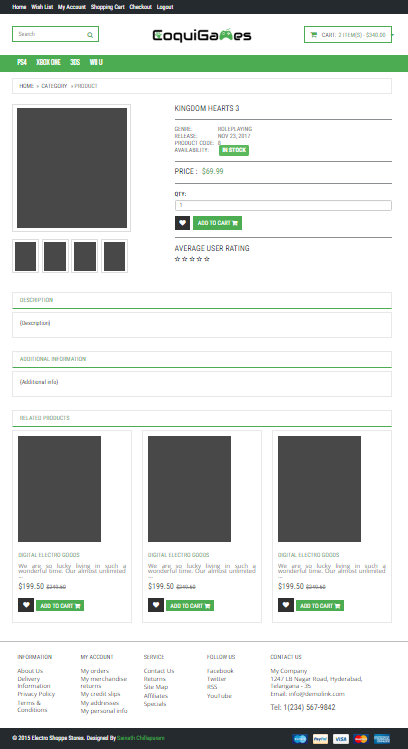 Home Wish List My Account Shopping Cart Checkout Logout
Search
CoquiGames
CART: 2 ITEM(S) - $340.00
PS4 XBOX ONE 3DS WII U
HOME » CATEGORY » PRODUCT
KINGDOM HEARTS 3
GENRE: ROLEPLAYING
RELEASE: NOV 23, 2017
PRODUCT CODE: 8
AVAILABILITY: IN STOCK
PRICE : $69.99
QTY:
1
ADD TO CART
AVERAGE USER RATING
DESCRIPTION
(Description)
ADDITIONAL INFORMATION
(Additional info)
RELATED PRODUCTS
DIGITAL ELECTRO GOODS
We are so lucky living in such a
wonderful time. Our almost unlimited
...
$199.50 $249.50
ADD TO CART
DIGITAL ELECTRO GOODS
We are so lucky living in such a
wonderful time. Our almost unlimited
...
$199.50 $249.50
ADD TO CART
DIGITAL ELECTRO GOODS
We are so lucky living in such a
wonderful time. Our almost unlimited
...
$199.50 $249.50
ADD TO CART
INFORMATION
About Us
Delivery
Information
Privacy Policy
Terms &
Conditions
MY ACCOUNT
My orders
My merchandise
returns
My credit slips
My addresses
My personal info
SERVICE
Contact Us
Returns
Site Map
Affiliates
Specials
FOLLOW US
Facebook
Twitter
RSS
YouTube
CONTACT US
My Company
1247 LB Nagar Road, Hyderabad,
Telangana - 35
Email: info@demolink.com
Tel: 1(234) 567-9842
© 2015 Electro Shoppe Stores. Designed By Sainath Chillapuram
PayPal VISA